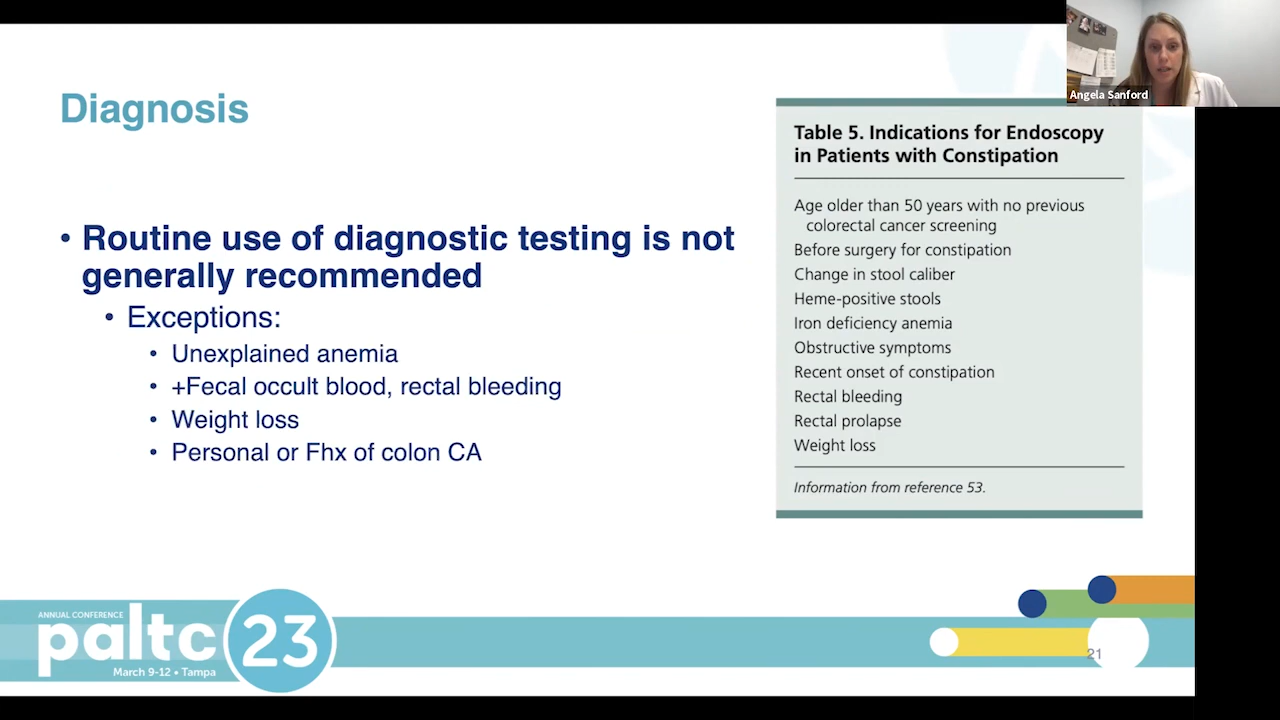 Angela Sanford
Diagnosis
• Routine use of diagnostic testing is not
generally recommended
• Exceptions:
• Unexplained anemia
• +Fecal occult blood, rectal bleeding
• Weight loss
• Personal or Fhx of colon CA
Table 5. Indications for Endoscopy
in Patients with Constipation
Age older than 50 years with no previous
colorectal cancer screening
Before surgery for constipation
Change in stool caliber
Heme-positive stools
Iron deficiency anemia
Obstructive symptoms
Recent onset of constipation
Rectal bleeding
Rectal prolapse
Weight loss
Information from reference 53.
ANNUAL CONFERENCE
paltc 23
March 9-12 • Tampa
21